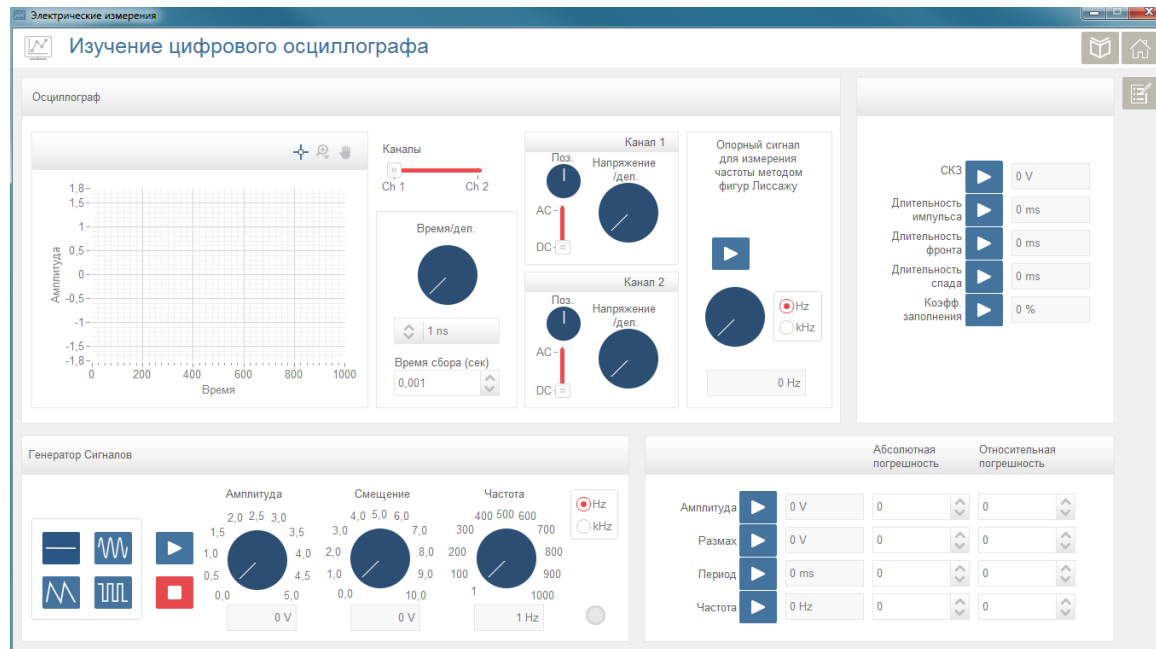 Электрические измерения
Изучение цифрового осциллографа
Осциллограф
1,8
1,5
1
0,5
0
-0,5
-1
-1,5
-1,8
Амплитуда
0 200 400 600 800 1000
Время
Каналы
Ch 1 Ch 2
Время/дел.
1 ns
Время сбора (сек)
0,001
Канал 1
Поз.
Напряжение
/дел.
AC
DC
Канал 2
Поз.
Напряжение
/дел.
AC
DC
Опорный сигнал
для измерения
частоты методом
фигур Лиссажу
Hz
kHz
0 Hz
СКЗ 0 V
Длительность
импульса 0 ms
Длительность
фронта 0 ms
Длительность
спада 0 ms
Коэфф.
заполнения 0 %
Генератор Сигналов
Амплитуда
0,0 0,5 1,0 1,5 2,0 2,5 3,0 3,5 4,0 4,5 5,0
0 V
Смещение
0,0 1,0 2,0 3,0 4,0 5,0 6,0 7,0 8,0 9,0 10,0
0 V
Частота
1 100 200 300 400 500 600 700 800 900 1000
1 Hz
Hz
kHz
Абсолютная
погрешность
Относительная
погрешность
Амплитуда 0 V 0 0
Размах 0 V 0 0
Период 0 ms 0 0
Частота 0 Hz 0 0